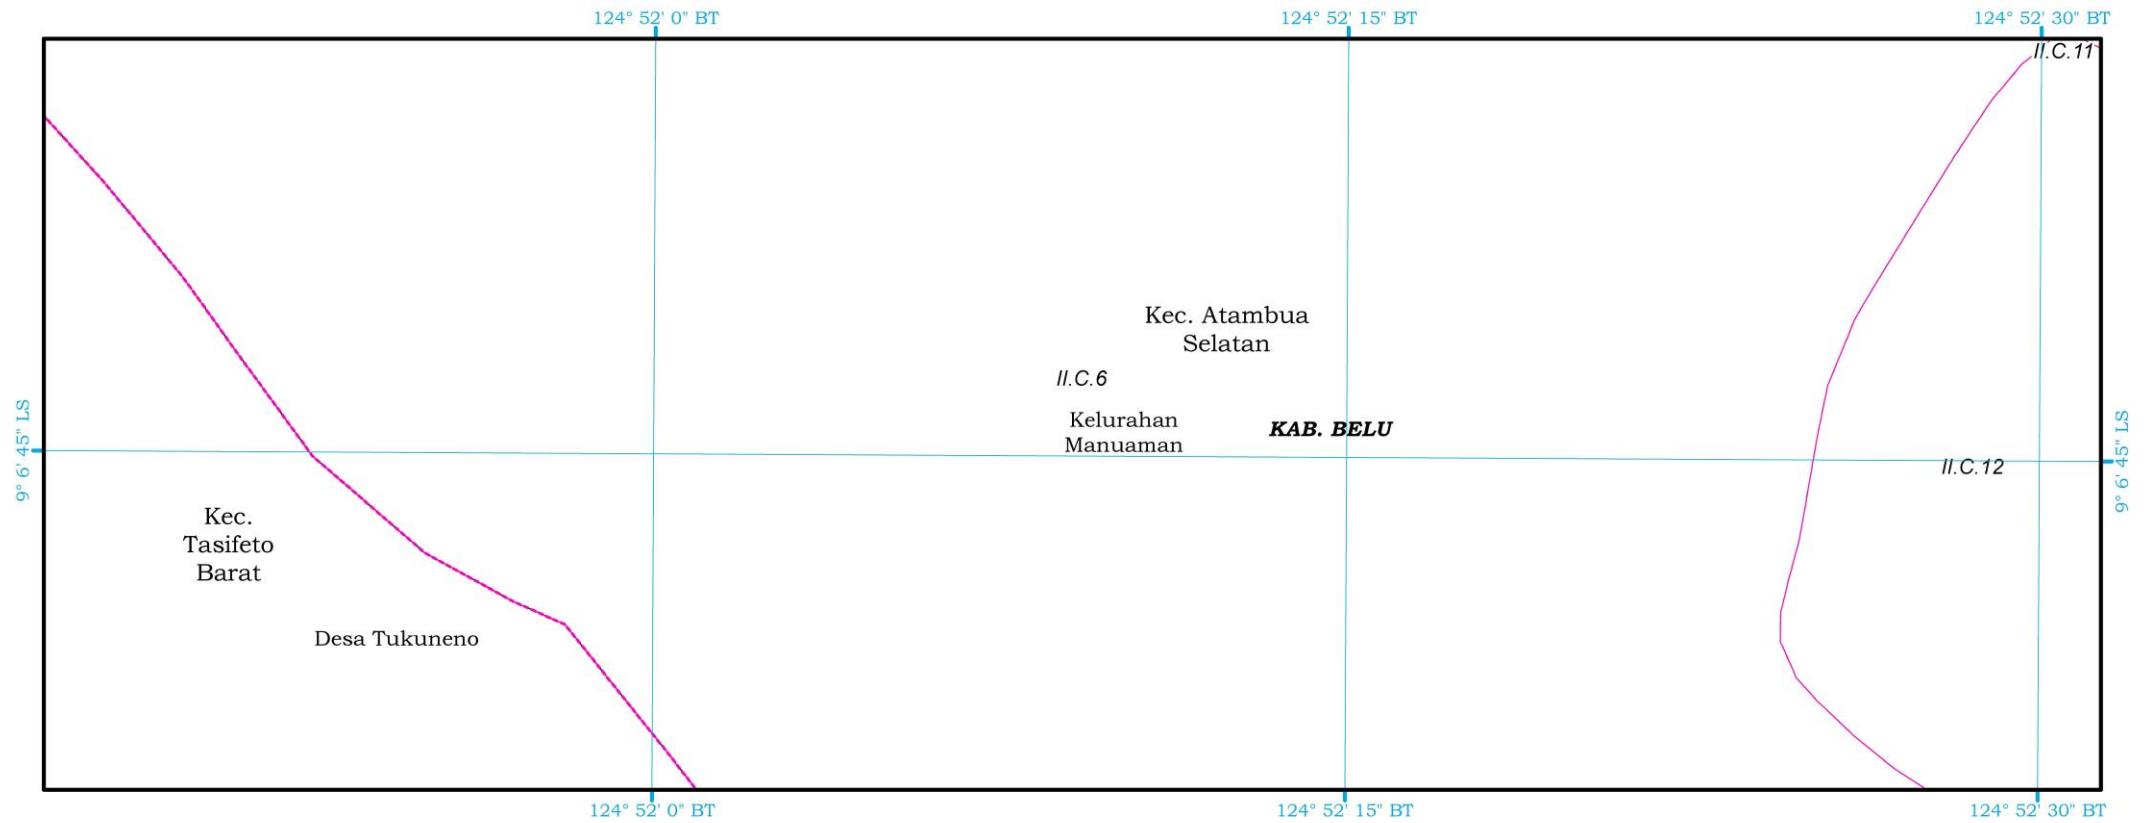 124° 52' 0" BT
124° 52' 15" BT
124° 52' 30" BT
II.C.11
Kec. Atambua
Selatan
II.C.6
Kelurahan
Manuaman
KAB. BELU
9° 6' 45" LS
9° 6' 45" LS
II.C.12
Kec.
Tasifeto
Barat
Desa Tukuneno
124° 52' 0" BT
124° 52' 15" BT
124° 52' 30" BT